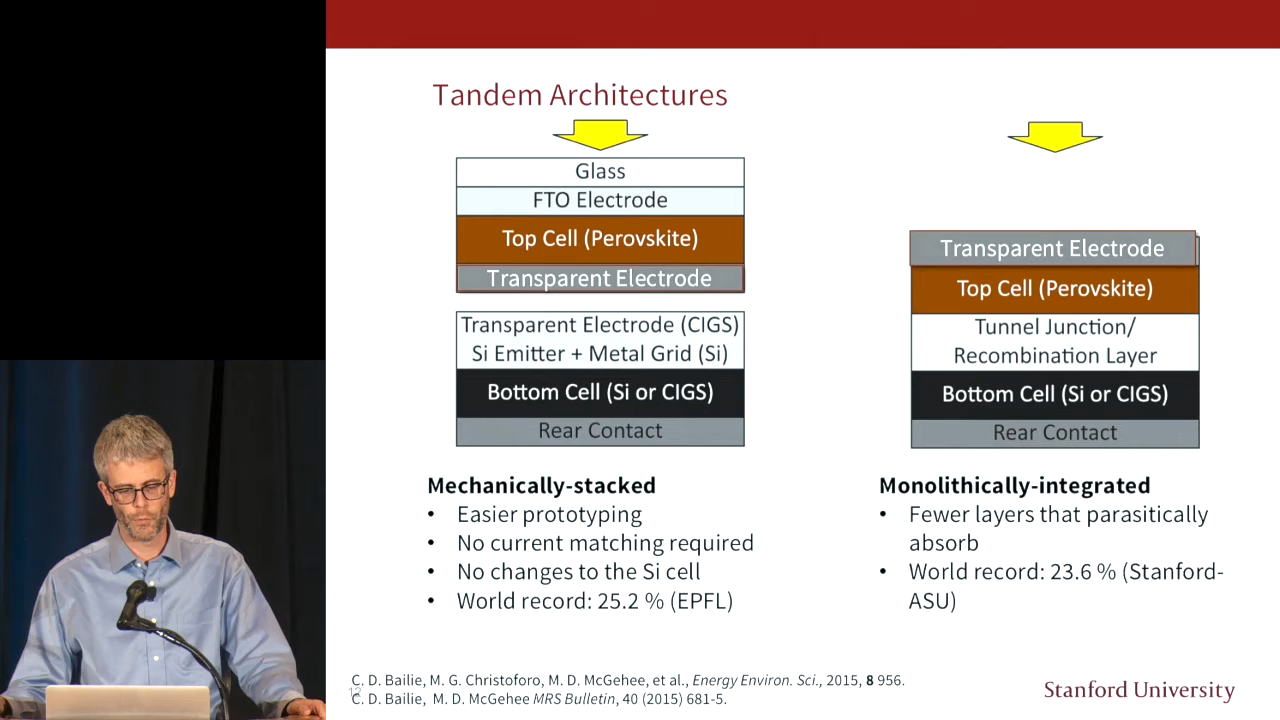 Tandem Architectures
Glass
FTO Electrode
Top Cell (Perovskite)
Transparent Electrode
Transparent Electrode (CIGS)
Si Emitter + Metal Grid (Si)
Bottom Cell (Si or CIGS)
Rear Contact
Mechanically-stacked
• Easier prototyping
• No current matching required
• No changes to the Si cell
• World record: 25.2 % (EPFL)
Transparent Electrode
Top Cell (Perovskite)
Tunnel Junction/
Recombination Layer
Bottom Cell (Si or CIGS)
Rear Contact
Monolithically-integrated
• Fewer layers that parasitically
absorb
• World record: 23.6 % (Stanford-
ASU)
C. D. Bailie, M. G. Christoforo, M. D. McGehee, et al., Energy Environ. Sci., 2015, 8 956.
C. D. Bailie, M. D. McGehee MRS Bulletin, 40 (2015) 681-5.
Stanford University